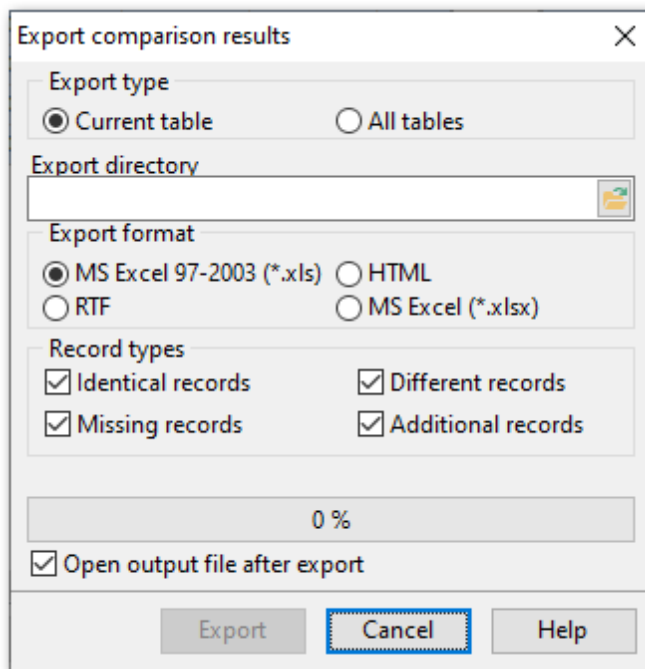 Export comparison results
Export type
Current table All tables
Export directory
Export format
MS Excel 97-2003 (*.xls) HTML
RTF MS Excel (*.xlsx)
Record types
Identical records Different records
Missing records Additional records
0 %
Open output file after export
Export Cancel Help